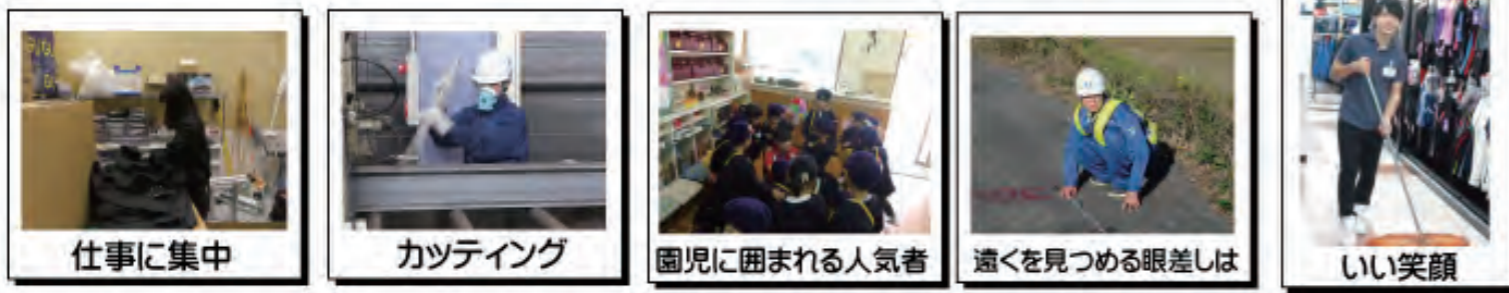 仕事に集中
カッティング
園児に囲まれる人気者
遠くを見つめる眼差しは
いい笑顔